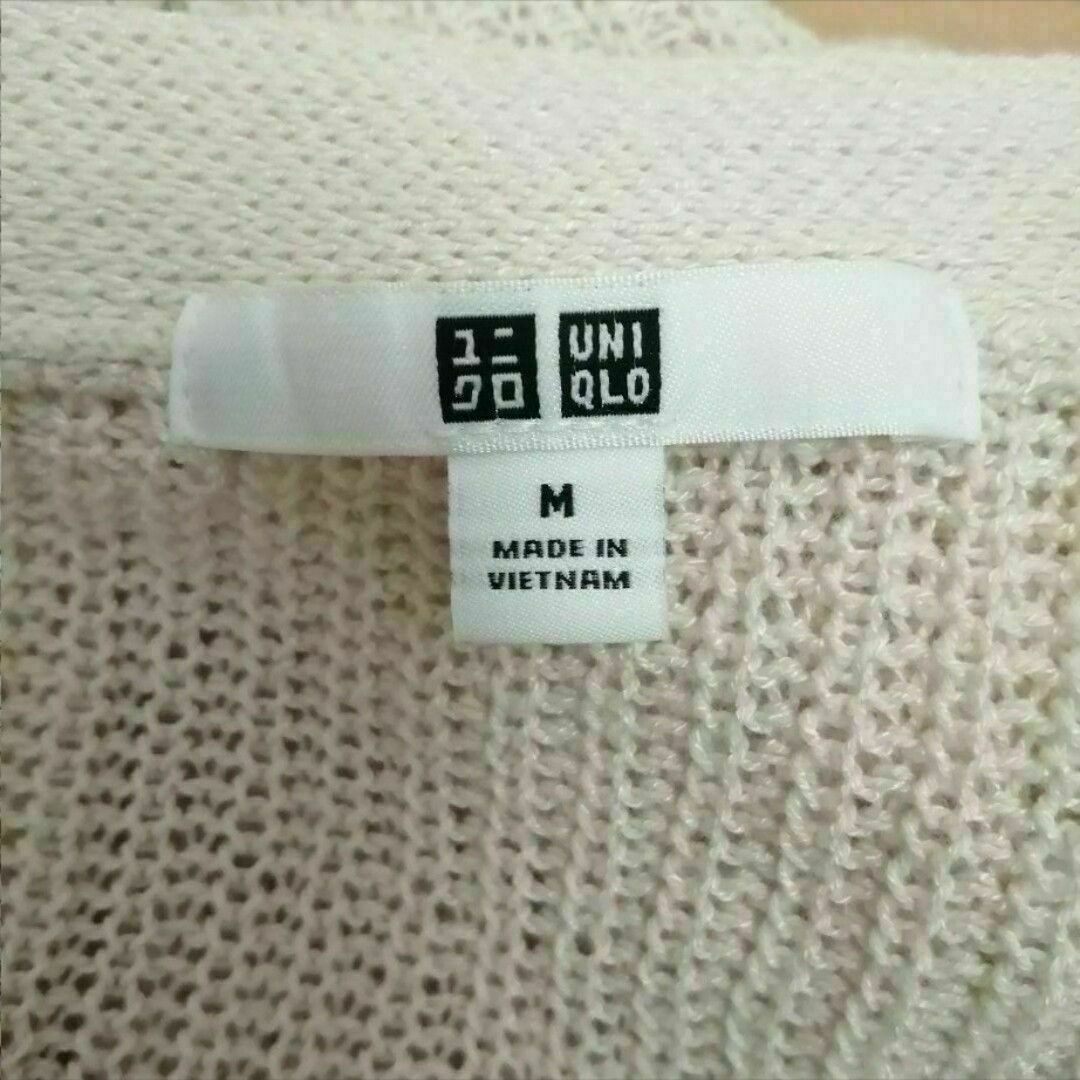 ユニ UNI
クロ QLO
M
MADE IN
VIETNAM